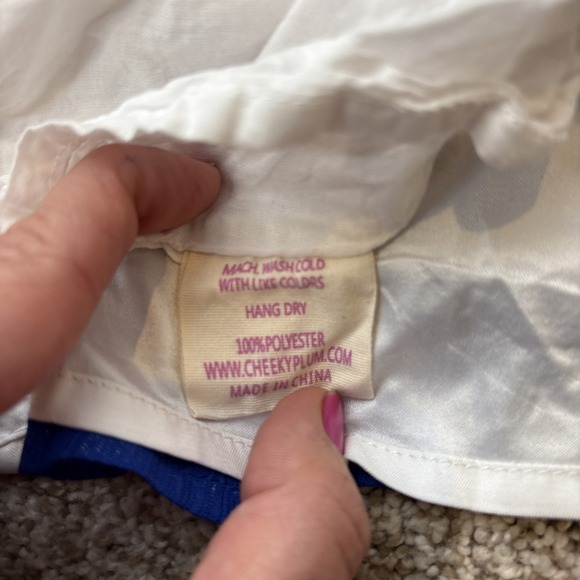 MACH. WASH COLD
WITH LIKE COLORS
HANG DRY
100% POLYESTER
WWW.CHEEKYPLUM.COM
MADE IN CHINA